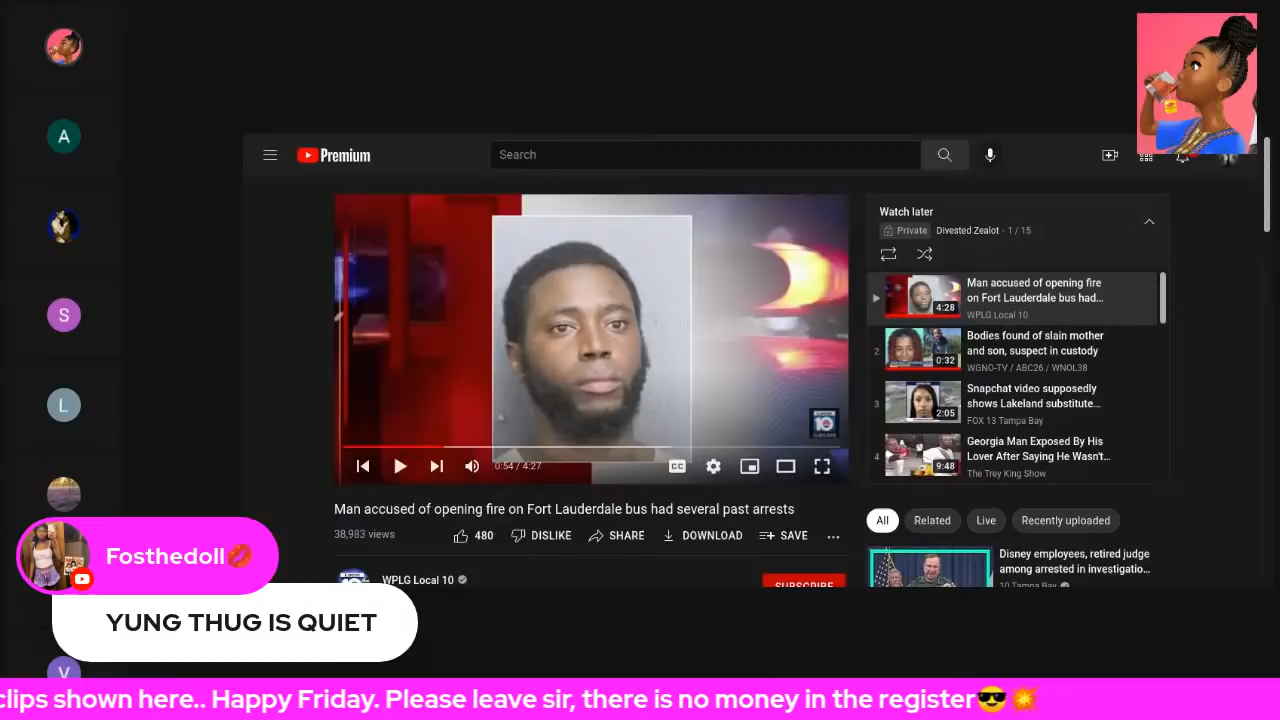 Premium
Search
0:54 / 4:27
CC
Man accused of opening fire on Fort Lauderdale bus had several past arrests
38,983 views
480
DISLIKE
SHARE
DOWNLOAD
SAVE
WPLG Local 10
SUBSCRIBE
Watch later
Private
Divested Zealot - 1 / 15
Man accused of opening fire
on Fort Lauderdale bus had...
WPLG Local 10
4:28
2
Bodies found of slain mother
and son, suspect in custody
WGNO-TV / ABC26 / WNOL38
0:32
3
Snapchat video supposedly
shows Lakeland substitute...
FOX 13 Tampa Bay
2:05
4
Georgia Man Exposed By His
Lover After Saying He Wasn't...
The Trey King Show
9:48
All
Related
Live
Recently uploaded
Disney employees, retired judge
among arrested in investigatio...
10 Tampa Bay
A
S
L
V
Fosthedoll💋
YUNG THUG IS QUIET
clips shown here.. Happy Friday. Please leave sir, there is no money in the register😎💥